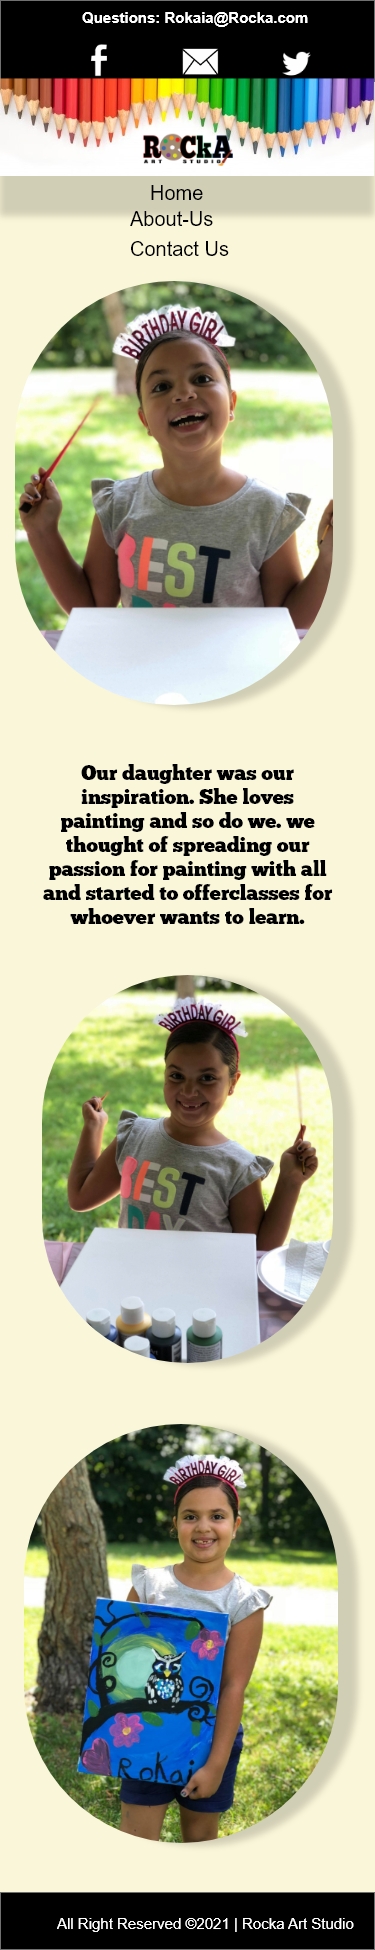 Questions: Rokaia@Rocka.com
RockA
ART STUDIO
Home
About-Us
Contact Us
BIRTHDAY GIRL
BEST
DAY
Our daughter was our
inspiration. She loves
painting and so do we. we
thought of spreading our
passion for painting with all
and started to offerclasses for
whoever wants to learn.
BIRTHDAY GIRL
BEST
DAY
BIRTHDAY GIRL
Rokai
All Right Reserved ©2021 | Rocka Art Studio